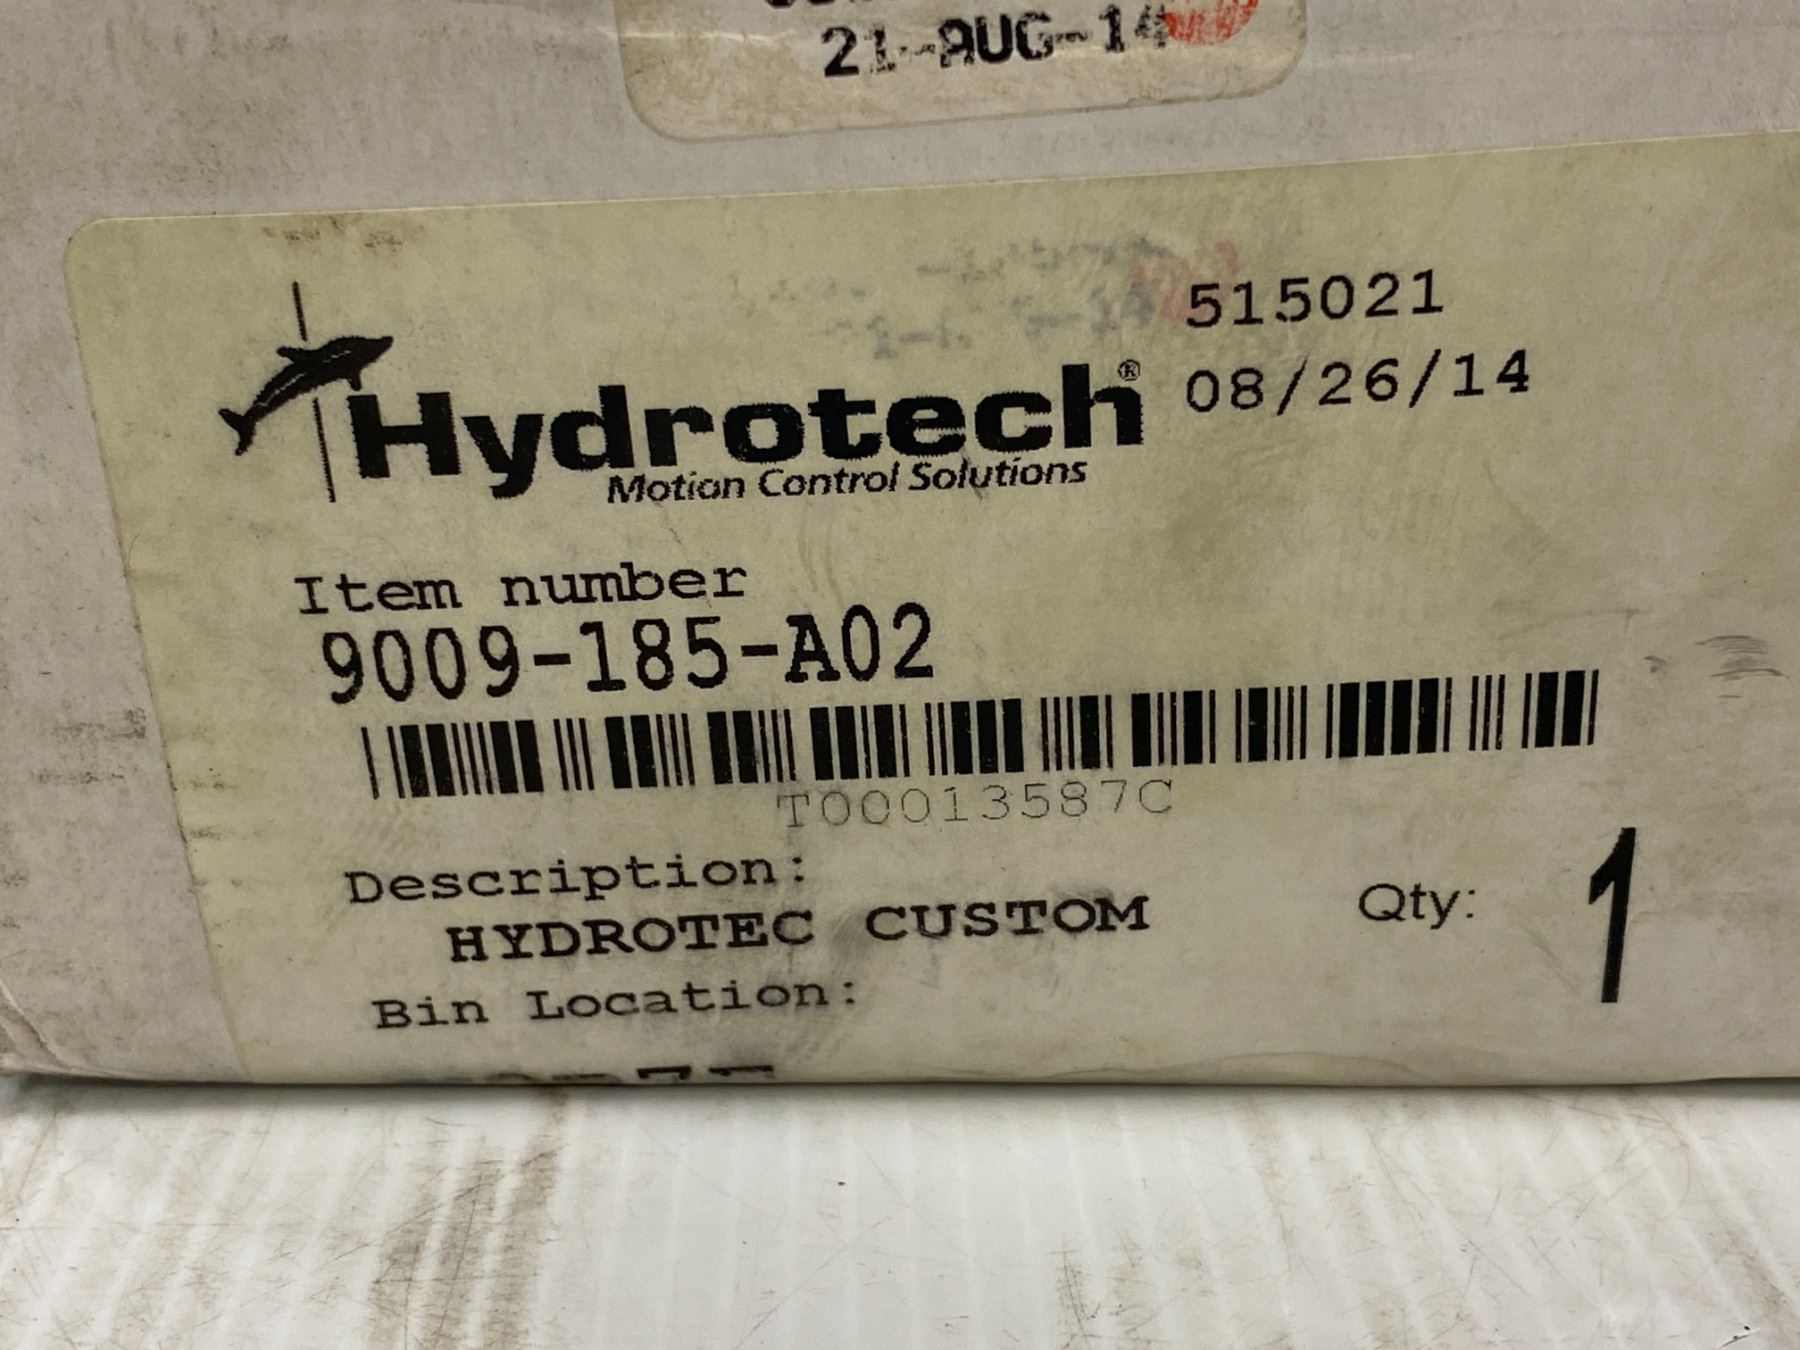 21-AUG-14
515021
08/26/14
Hydrotech®
Motion Control Solutions
Item number
9009-185-A02
T00013587C
Description:
HYDROTEC CUSTOM
Qty: 1
Bin Location: